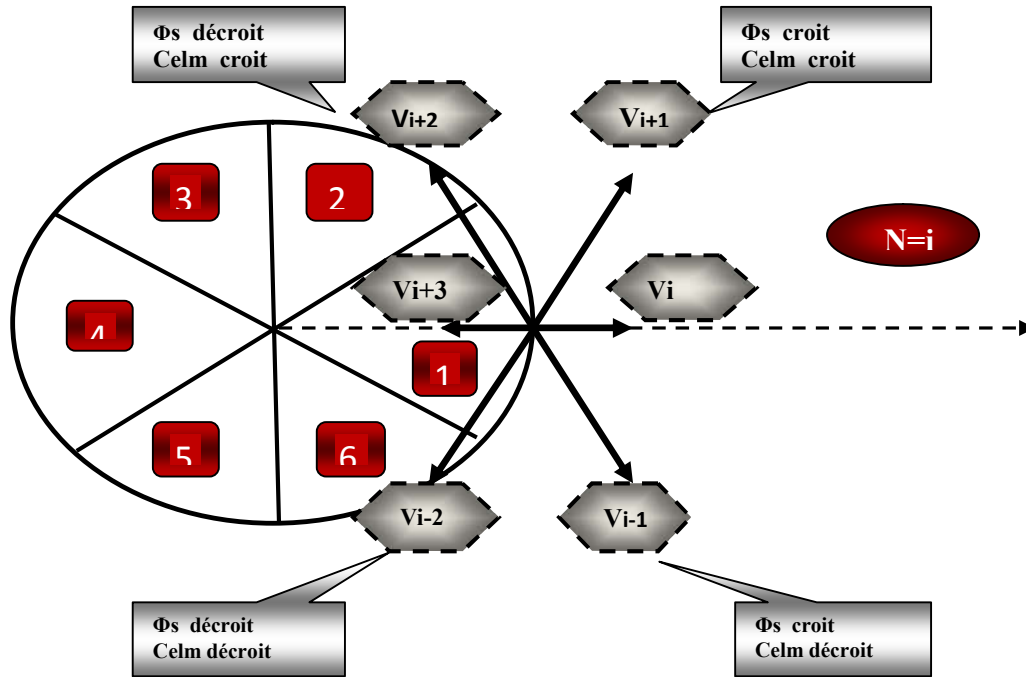 Φs décroit
Celm croit
Φs croit
Celm croit
Vi+2
Vi+1
3
2
N=i
Vi+3
Vi
4
1
5
6
Vi-2
Vi-1
Φs décroit
Celm décroit
Φs croit
Celm décroit